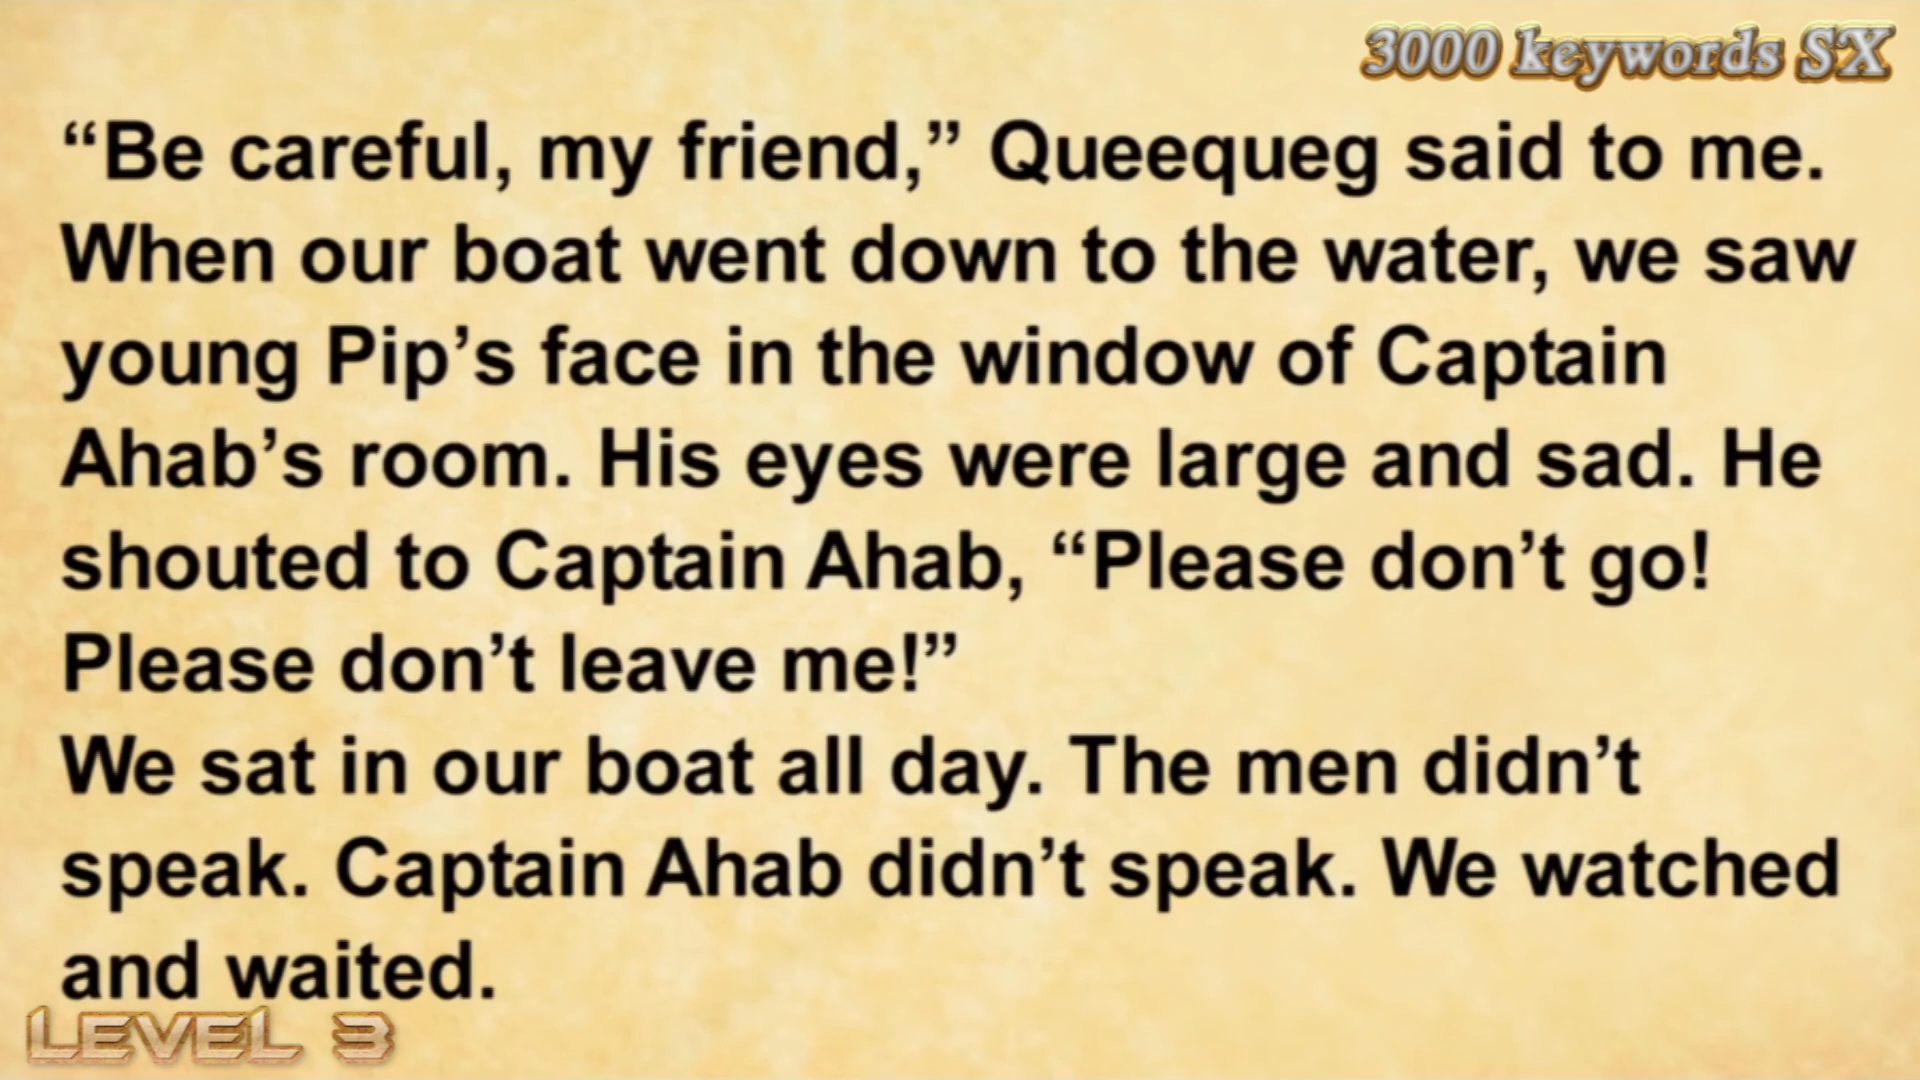 3000 keywords SX
“Be careful, my friend,” Queequeg said to me.
When our boat went down to the water, we saw
young Pip’s face in the window of Captain
Ahab’s room. His eyes were large and sad. He
shouted to Captain Ahab, “Please don’t go!
Please don’t leave me!”
We sat in our boat all day. The men didn’t
speak. Captain Ahab didn’t speak. We watched
and waited.
LEVEL 3